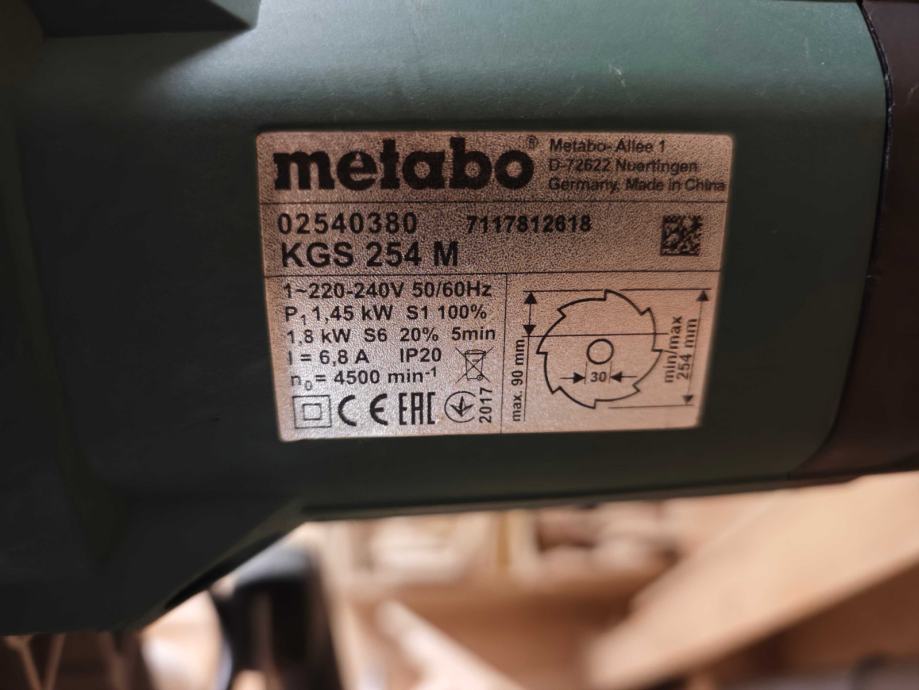 metabo®
Metabo-Allee 1
D-72622 Nuertingen
Germany, Made in China
02540380 7117812618
KGS 254 M
1~220-240V 50/60Hz
P₁ 1,45 kW S1 100%
1,8 kW S6 20% 5min
I = 6,8 A IP20
n₀ = 4500 min⁻¹
CE EAC 2017
max. 90 mm
30
min/max
254 mm